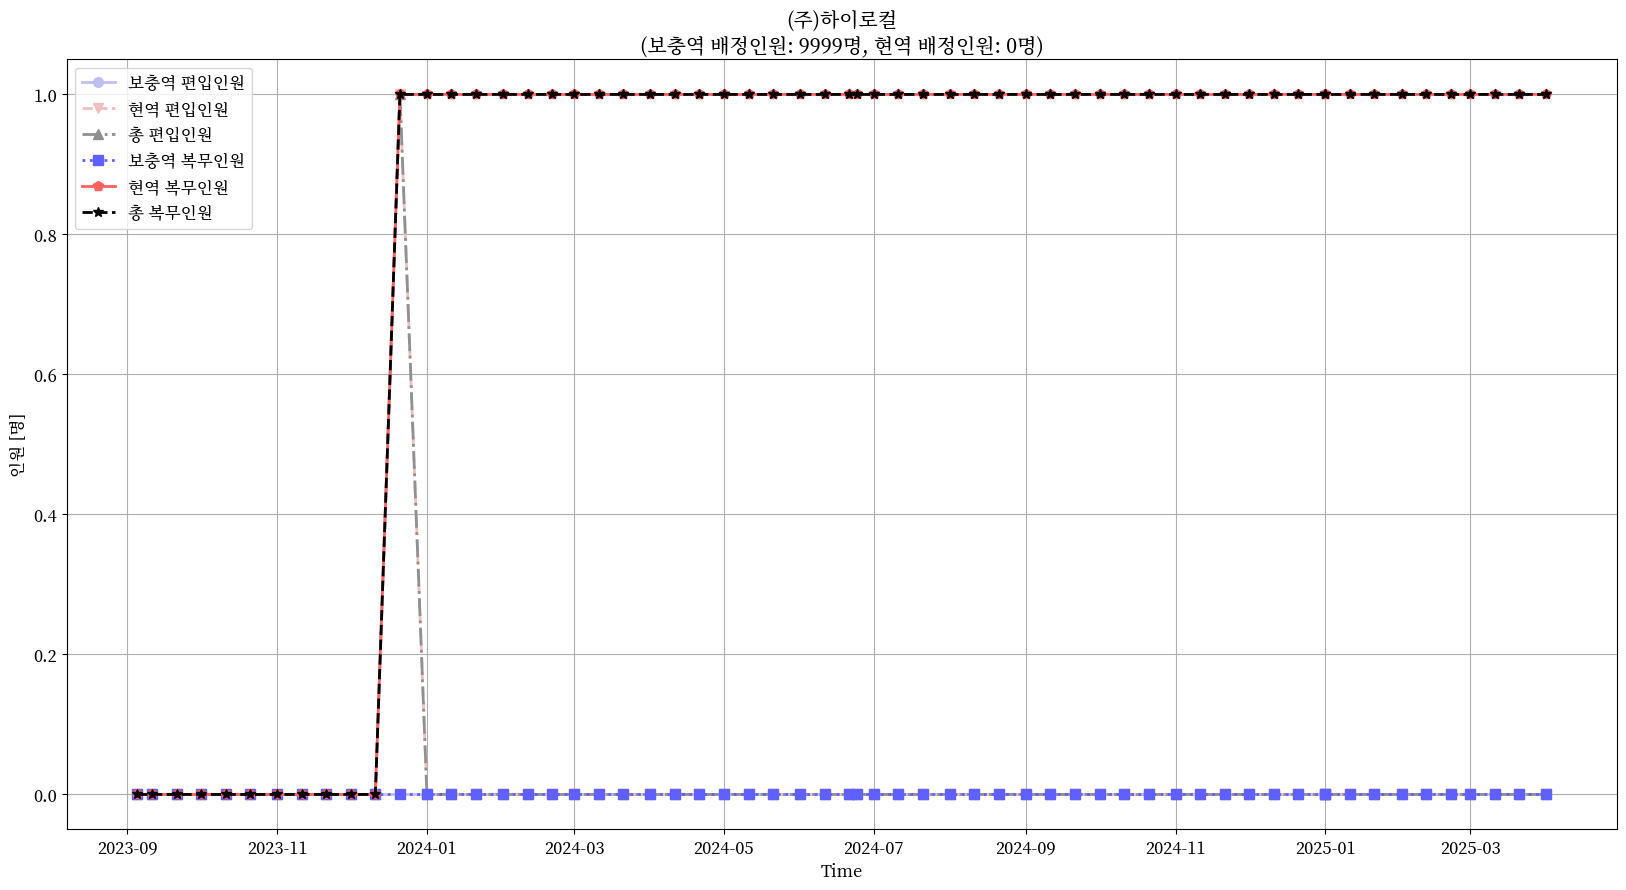 (주)하이로컬
(보충역 배정인원: 9999명, 현역 배정인원: 0명)
보충역 편입인원
현역 편입인원
총 편입인원
보충역 복무인원
현역 복무인원
총 복무인원
인원 [명]
1.0
0.8
0.6
0.4
0.2
0.0
2023-09 2023-11 2024-01 2024-03 2024-05 2024-07 2024-09 2024-11 2025-01 2025-03
Time